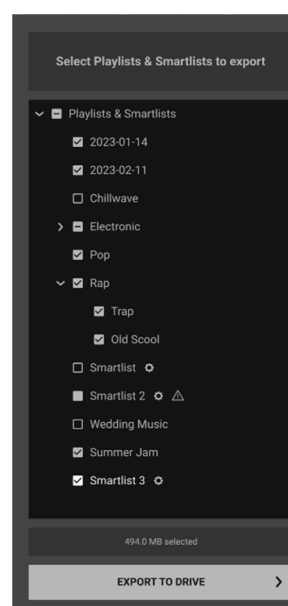 Select Playlists & Smartlists to export
Playlists & Smartlists
2023-01-14
2023-02-11
Chillwave
Electronic
Pop
Rap
Trap
Old Scool
Smartlist
Smartlist 2
Wedding Music
Summer Jam
Smartlist 3
494.0 MB selected
EXPORT TO DRIVE